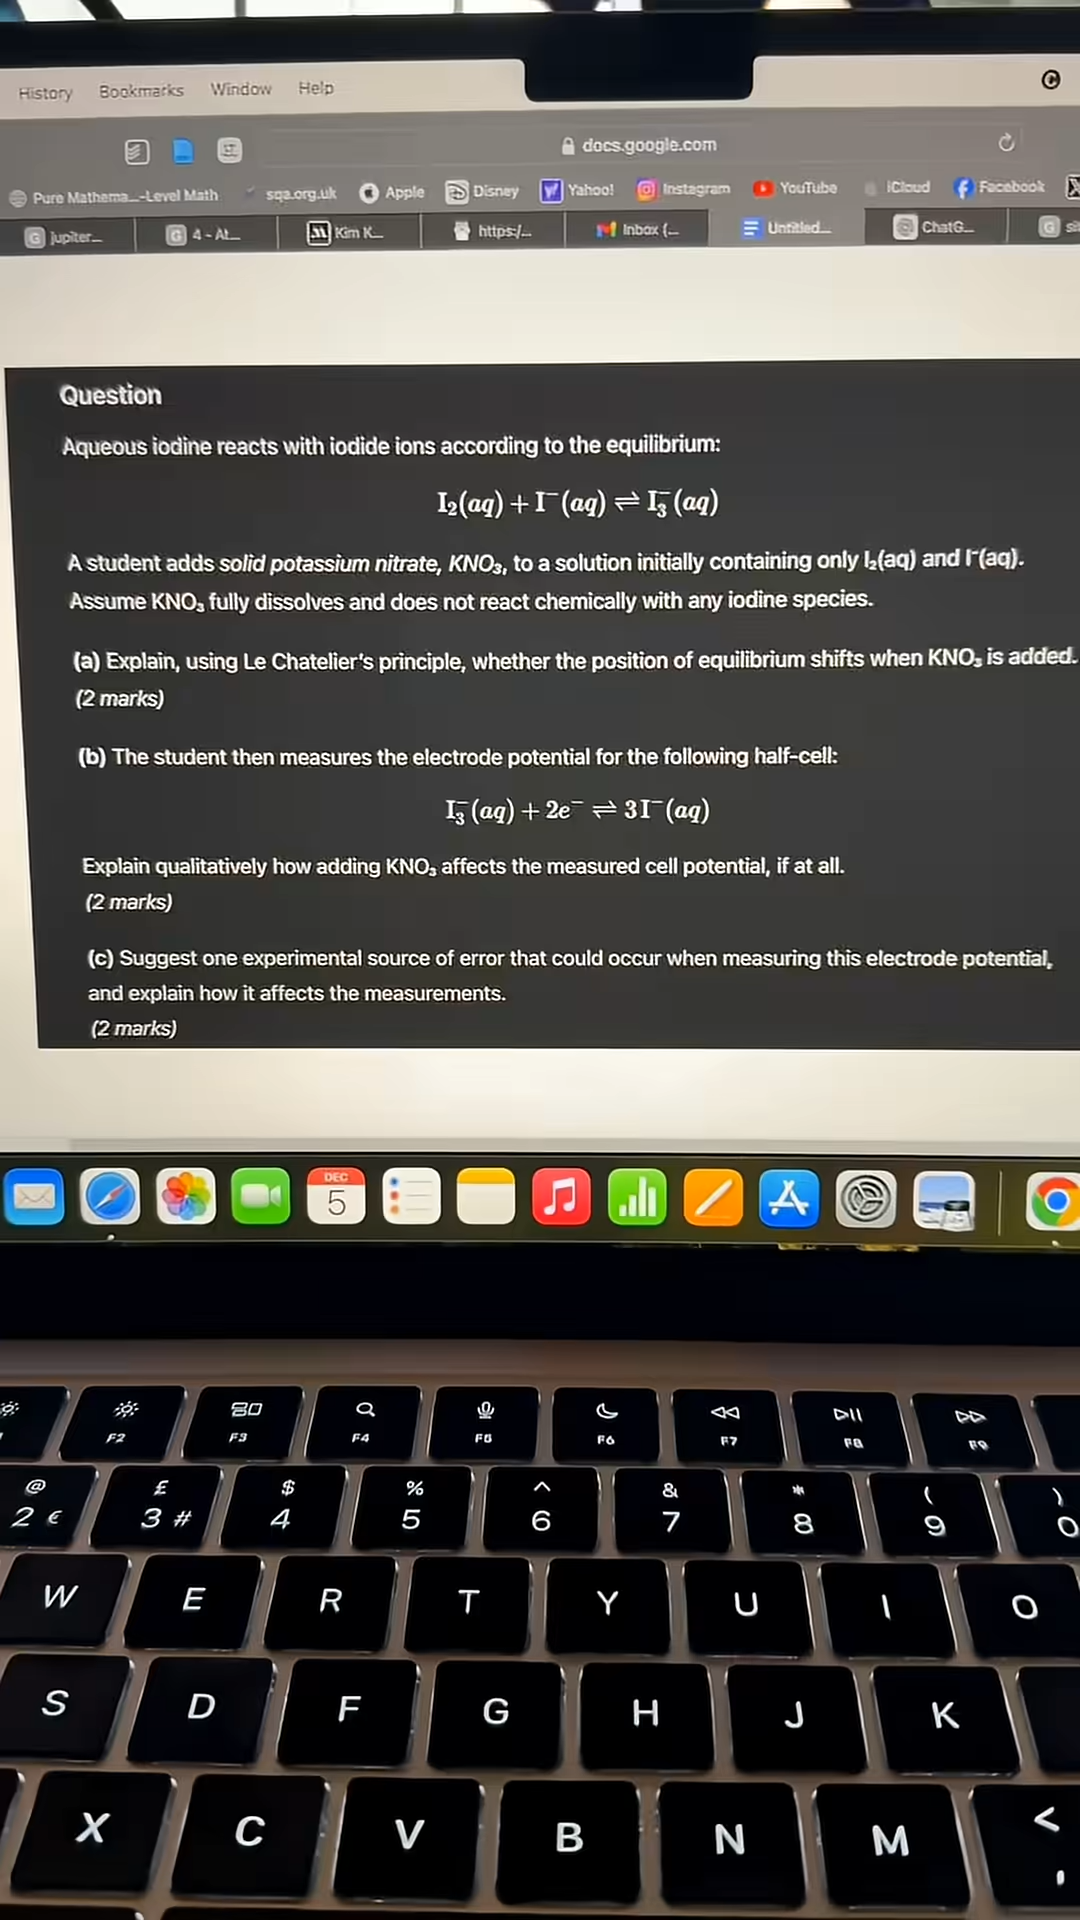 History Bookmarks Window Help
docs.google.com
Pure Mathema...-Level Math sqa.org.uk Apple Disney Yahoo! Instagram YouTube iCloud Facebook
jupiter... 4 - At... Kim K... https:/... Inbox (... Untitled... ChatG...
Question
Aqueous iodine reacts with iodide ions according to the equilibrium:
I₂(aq) + I⁻(aq) ⇌ I₃⁻(aq)
A student adds solid potassium nitrate, KNO₃, to a solution initially containing only I₂(aq) and I⁻(aq).
Assume KNO₃ fully dissolves and does not react chemically with any iodine species.
(a) Explain, using Le Chatelier's principle, whether the position of equilibrium shifts when KNO₃ is added.
(2 marks)
(b) The student then measures the electrode potential for the following half-cell:
I₃⁻(aq) + 2e⁻ ⇌ 3I⁻(aq)
Explain qualitatively how adding KNO₃ affects the measured cell potential, if at all.
(2 marks)
(c) Suggest one experimental source of error that could occur when measuring this electrode potential,
and explain how it affects the measurements.
(2 marks)
DEC
5
F2 F3 F4 F5 F6 F7 F8 F9
@ £ $ % ^ & * ( )
2 € 3 # 4 5 6 7 8 9 0
W E R T Y U I O
S D F G H J K
X C V B N M <
,